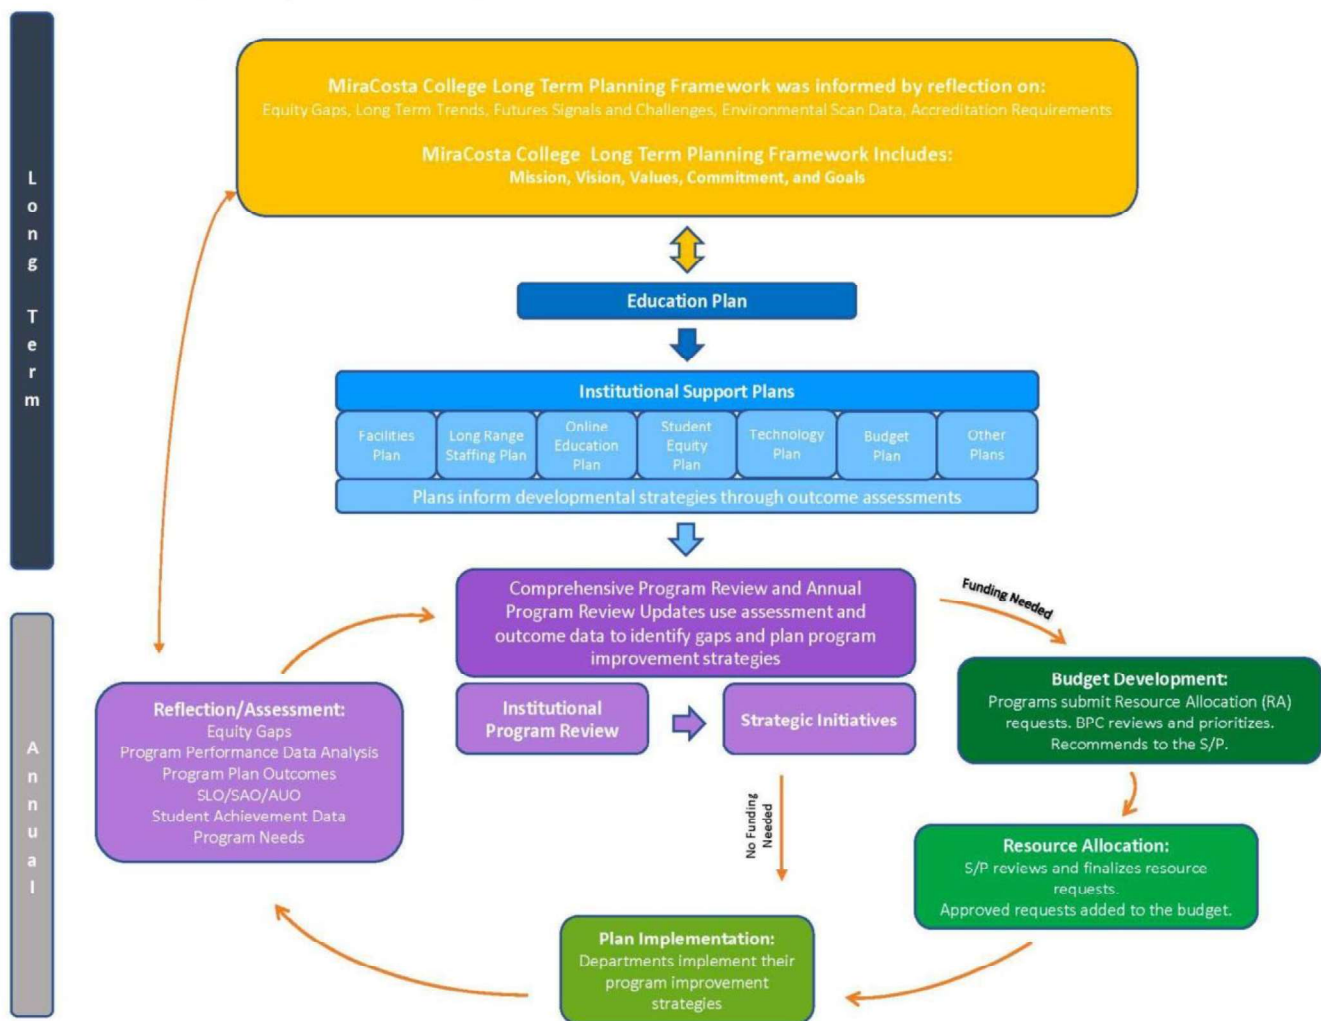 Long Term
MiraCosta College Long Term Planning Framework was informed by reflection on:
Equity Gaps, Long Term Trends, Futures Signals and Challenges, Environmental Scan Data, Accreditation Requirements
MiraCosta College Long Term Planning Framework Includes:
Mission, Vision, Values, Commitment, and Goals
Education Plan
Institutional Support Plans
Facilities
Plan
Long Range
Staffing Plan
Online
Education
Plan
Student
Equity
Plan
Technology
Plan
Budget
Plan
Other
Plans
Plans inform developmental strategies through outcome assessments
Annual
Comprehensive Program Review and Annual
Program Review Updates use assessment and
outcome data to identify gaps and plan program
improvement strategies
Institutional
Program Review
Strategic Initiatives
Funding Needed
Budget Development:
Programs submit Resource Allocation (RA)
requests. BPC reviews and prioritizes.
Recommends to the S/P.
Resource Allocation:
S/P reviews and finalizes resource
requests.
Approved requests added to the budget.
No Funding
Needed
Plan Implementation:
Departments implement their
program improvement
strategies
Reflection/Assessment:
Equity Gaps
Program Performance Data Analysis
Program Plan Outcomes
SLO/SAO/AUO
Student Achievement Data
Program Needs